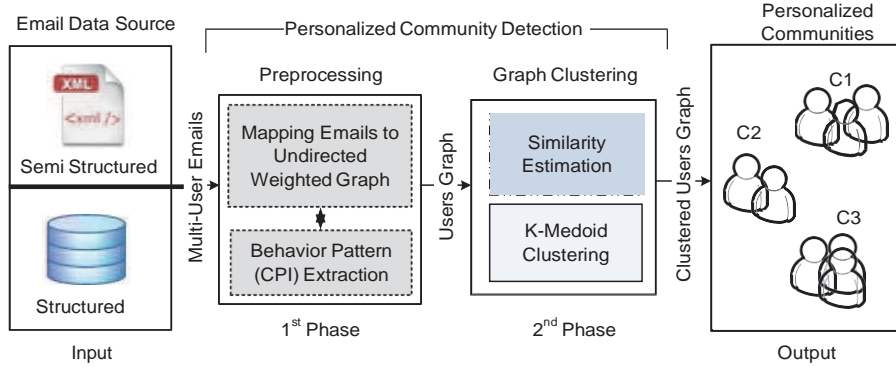 Email Data Source
Personalized Community Detection
Personalized
Communities
XML
<xml />
Semi Structured
Structured
Input
Multi-User Emails
Preprocessing
Mapping Emails to
Undirected
Weighted Graph
Behavior Pattern
(CPI) Extraction
1st Phase
Users Graph
Graph Clustering
Similarity
Estimation
K-Medoid
Clustering
2nd Phase
Clustered Users Graph
C1
C2
C3
Output